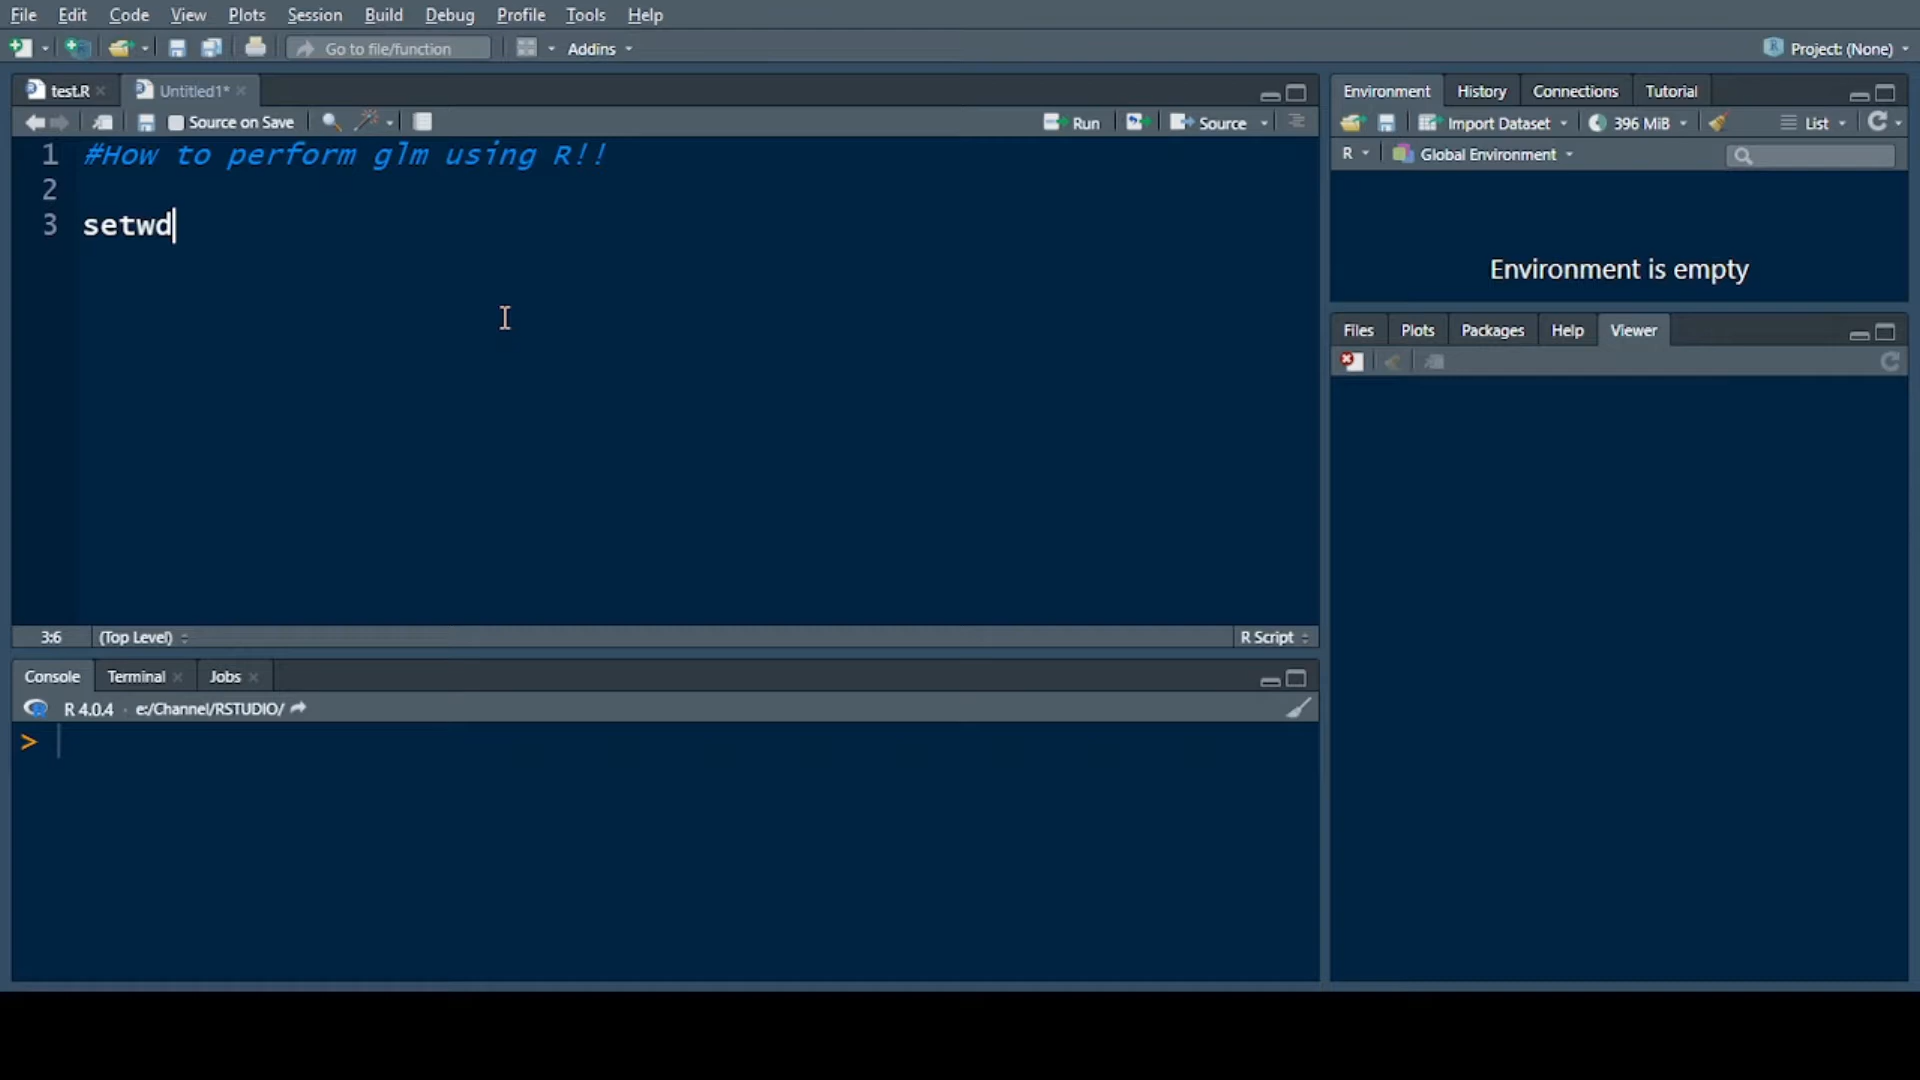 File Edit Code View Plots Session Build Debug Profile Tools Help
Go to file/function Addins Project: (None)
test.R Untitled1*
Source on Save Run Source
1 #How to perform glm using R!!
2
3 setwd
3:6 (Top Level) R Script
Console Terminal Jobs
R 4.0.4 · e:/Channel/RSTUDIO/
>
Environment History Connections Tutorial
Import Dataset 396 MiB List
R Global Environment
Environment is empty
Files Plots Packages Help Viewer